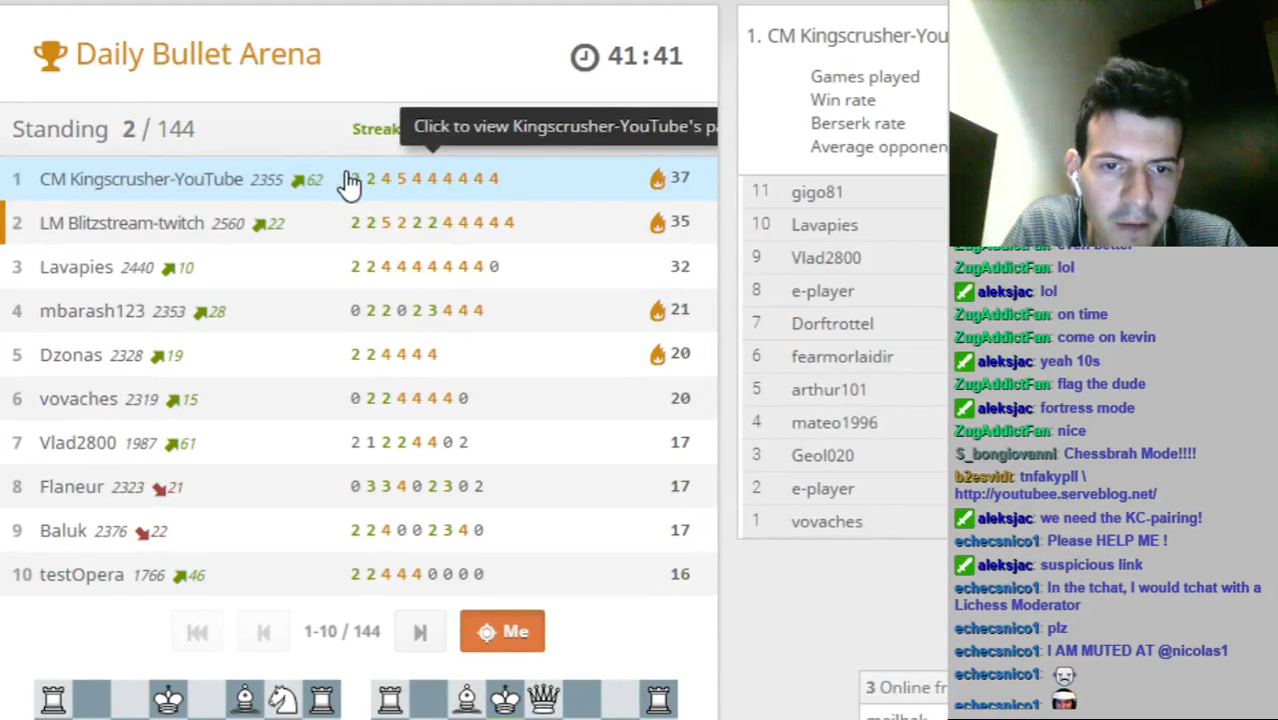 Daily Bullet Arena
41:41
Standing 2 / 144
Streak
Click to view Kingscrusher-YouTube's pa
1 CM Kingscrusher-YouTube 2355 62 2 2 4 5 4 4 4 4 4 4 37
2 LM Blitzstream-twitch 2560 22 2 2 5 2 2 2 4 4 4 4 4 35
3 Lavapies 2440 10 2 2 4 4 4 4 4 4 4 0 32
4 mbarash123 2353 28 0 2 2 0 2 3 4 4 4 21
5 Dzonas 2328 19 2 2 4 4 4 4 20
6 vovaches 2319 15 0 2 2 4 4 4 4 0 20
7 Vlad2800 1987 61 2 1 2 2 4 4 0 2 17
8 Flaneur 2323 21 0 3 3 4 0 2 3 0 2 17
9 Baluk 2376 22 2 2 4 0 0 2 3 4 0 17
10 testOpera 1766 46 2 2 4 4 4 0 0 0 0 16
1-10 / 144
Me
1. CM Kingscrusher-You
Games played
Win rate
Berserk rate
Average opponen
11 gigo81
10 Lavapies
9 Vlad2800
8 e-player
7 Dorftrottel
6 fearmorlaidir
5 arthur101
4 mateo1996
3 Geol020
2 e-player
1 vovaches
3 Online fr
ZugAddictFan: even better
ZugAddictFan: lol
aleksjac: lol
ZugAddictFan: on time
ZugAddictFan: come on kevin
aleksjac: yeah 10s
ZugAddictFan: flag the dude
aleksjac: fortress mode
ZugAddictFan: nice
S_bongiovanni: Chessbrah Mode!!!!
b2esvidt: tnfakypll \
http://youtubee.serveblog.net/
aleksjac: we need the KC-pairing!
echecsnico1: Please HELP ME !
aleksjac: suspicious link
echecsnico1: In the tchat, I would tchat with a
Lichess Moderator
echecsnico1: plz
echecsnico1: I AM MUTED AT @nicolas1
echecsnico1:
echecsnico1: